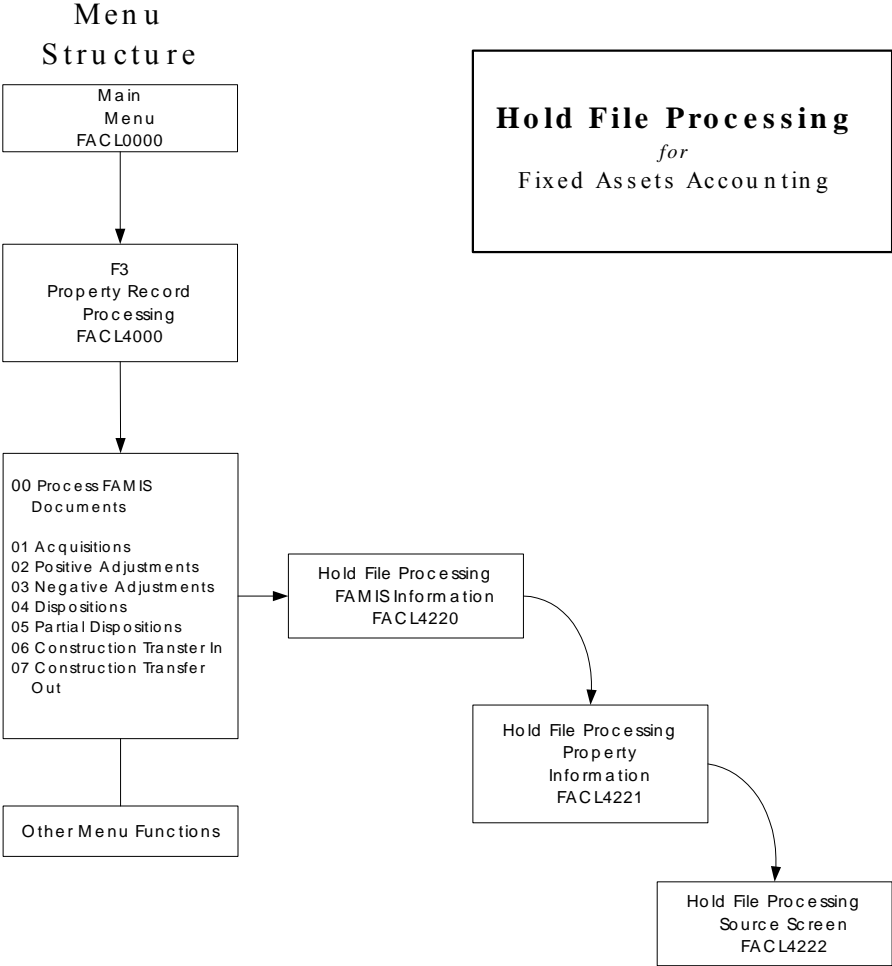 Menu
Structure
Main
Menu
FACL0000
Hold File Processing
for
Fixed Assets Accounting
F3
Property Record
Processing
FACL4000
00 Process FAMIS
Documents
01 Acquisitions
02 Positive Adjustments
03 Negative Adjustments
04 Dispositions
05 Partial Dispositions
06 Construction Transter In
07 Construction Transfer
Out
Hold File Processing
FAMIS Information
FACL4220
Hold File Processing
Property
Information
FACL4221
Other Menu Functions
Hold File Processing
Source Screen
FACL4222